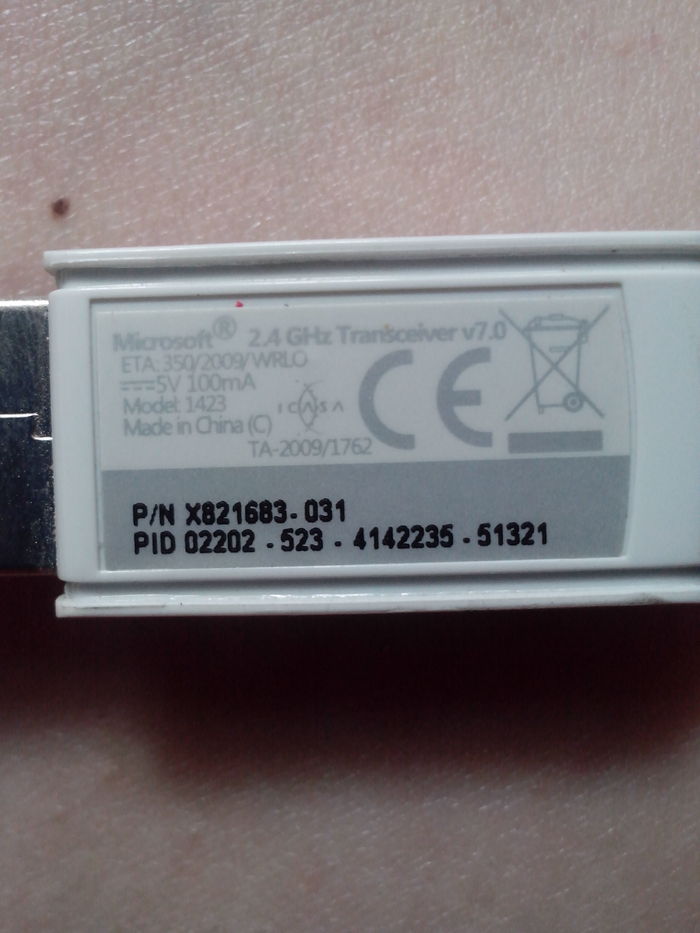 Microsoft® 2.4 GHz Transceiver v7.0
ETA: 350/2009/WRLO
5V 100mA
Model: 1423
Made in China (C)
ICASA
TA-2009/1762
CE
P/N X821683-031
PID 02202 - 523 - 4142235 - 51321